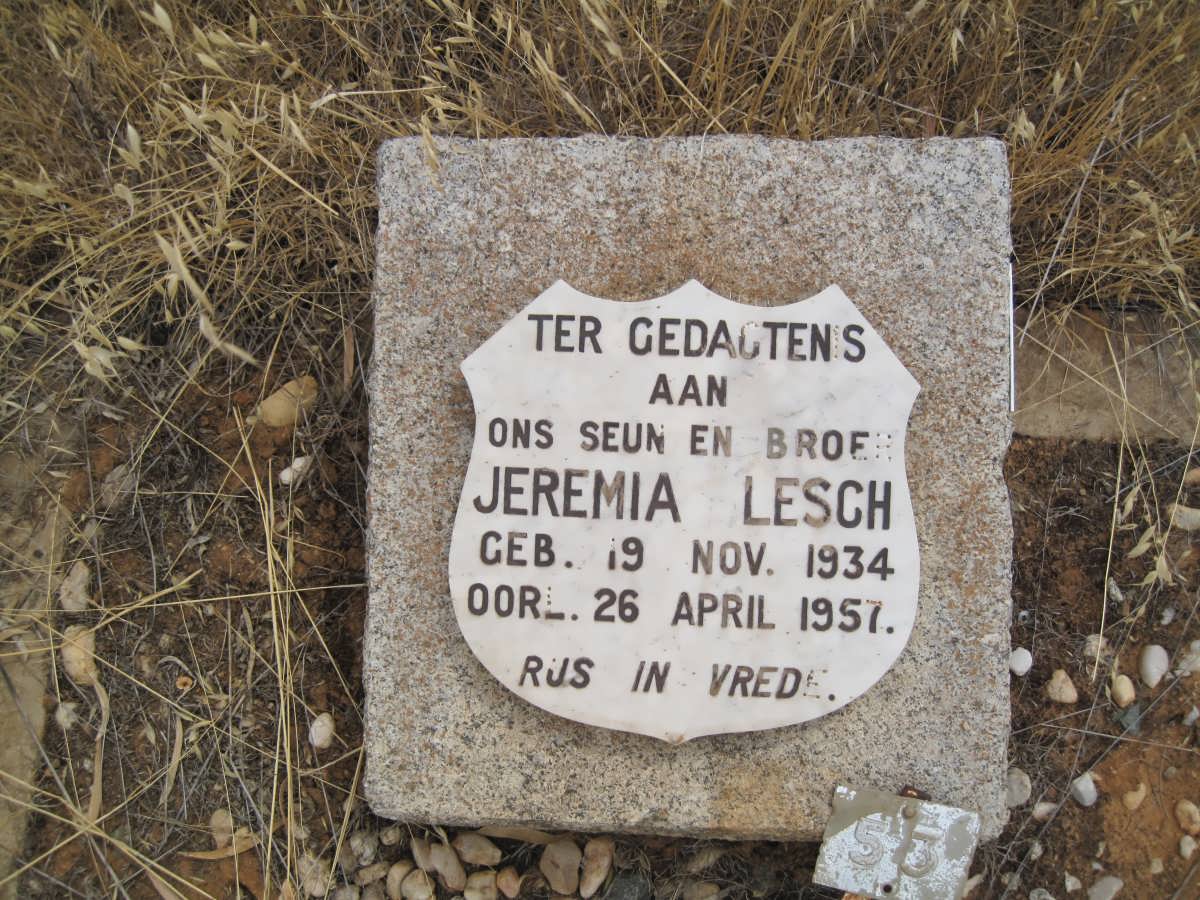 TER GEDAGTENIS
AAN
ONS SEUN EN BROER
JEREMIA LESCH
GEB. 19 NOV. 1934
OORL. 26 APRIL 1957.
RUS IN VREDE.
53